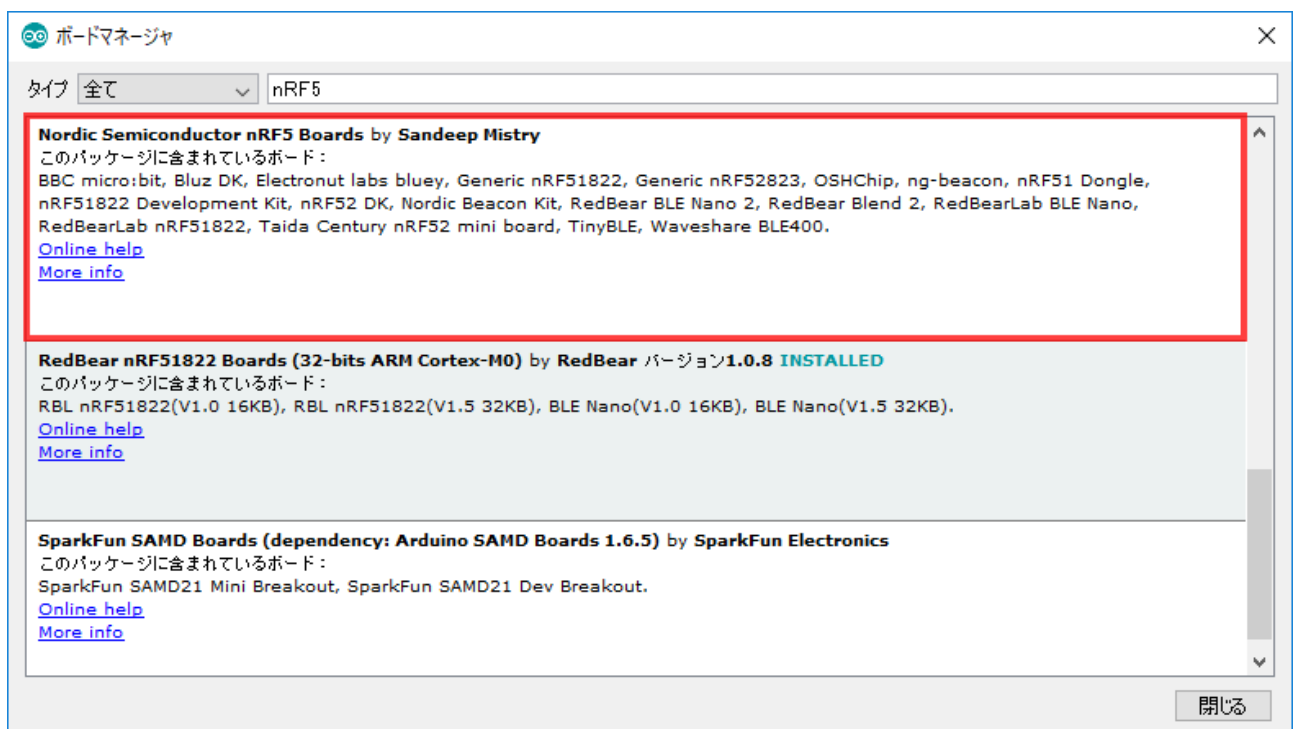 ボードマネージャ
タイプ 全て nRF5
Nordic Semiconductor nRF5 Boards by Sandeep Mistry
このパッケージに含まれているボード：
BBC micro:bit, Bluz DK, Electronut labs bluey, Generic nRF51822, Generic nRF52823, OSHChip, ng-beacon, nRF51 Dongle,
nRF51822 Development Kit, nRF52 DK, Nordic Beacon Kit, RedBear BLE Nano 2, RedBear Blend 2, RedBearLab BLE Nano,
RedBearLab nRF51822, Taida Century nRF52 mini board, TinyBLE, Waveshare BLE400.
Online help
More info
RedBear nRF51822 Boards (32-bits ARM Cortex-M0) by RedBear バージョン1.0.8 INSTALLED
このパッケージに含まれているボード：
RBL nRF51822(V1.0 16KB), RBL nRF51822(V1.5 32KB), BLE Nano(V1.0 16KB), BLE Nano(V1.5 32KB).
Online help
More info
SparkFun SAMD Boards (dependency: Arduino SAMD Boards 1.6.5) by SparkFun Electronics
このパッケージに含まれているボード：
SparkFun SAMD21 Mini Breakout, SparkFun SAMD21 Dev Breakout.
Online help
More info
閉じる